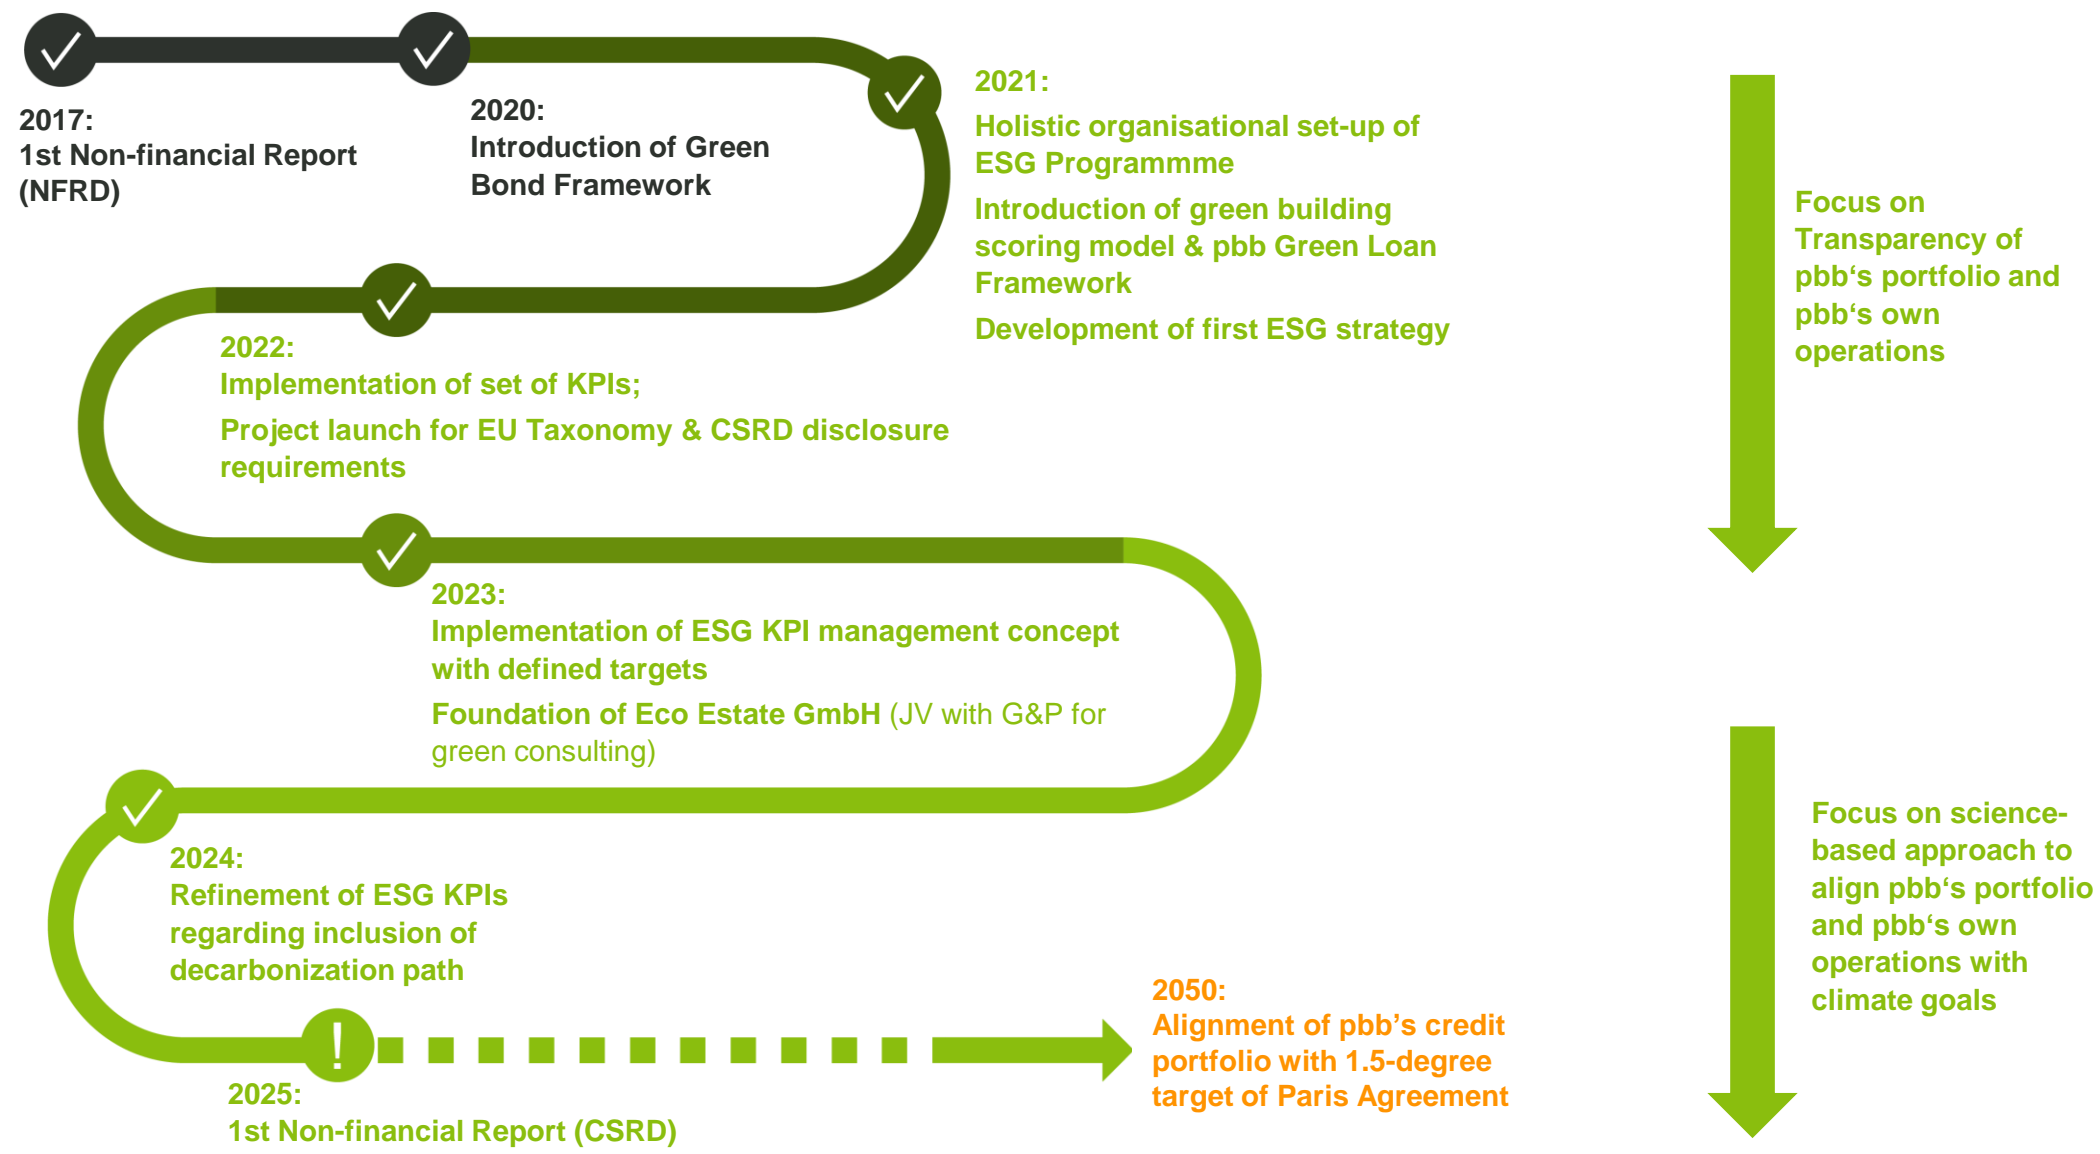 2017:
1st Non-financial Report
(NFRD)
2020:
Introduction of Green
Bond Framework
2021:
Holistic organisational set-up of
ESG Programmme
Introduction of green building
scoring model & pbb Green Loan
Framework
Development of first ESG strategy
Focus on
Transparency of
pbb‘s portfolio and
pbb‘s own
operations
2022:
Implementation of set of KPIs;
Project launch for EU Taxonomy & CSRD disclosure
requirements
2023:
Implementation of ESG KPI management concept
with defined targets
Foundation of Eco Estate GmbH (JV with G&P for
green consulting)
2024:
Refinement of ESG KPIs
regarding inclusion of
decarbonization path
Focus on science-
based approach to
align pbb‘s portfolio
and pbb‘s own
operations with
climate goals
!
2025:
1st Non-financial Report (CSRD)
2050:
Alignment of pbb’s credit
portfolio with 1.5-degree
target of Paris Agreement